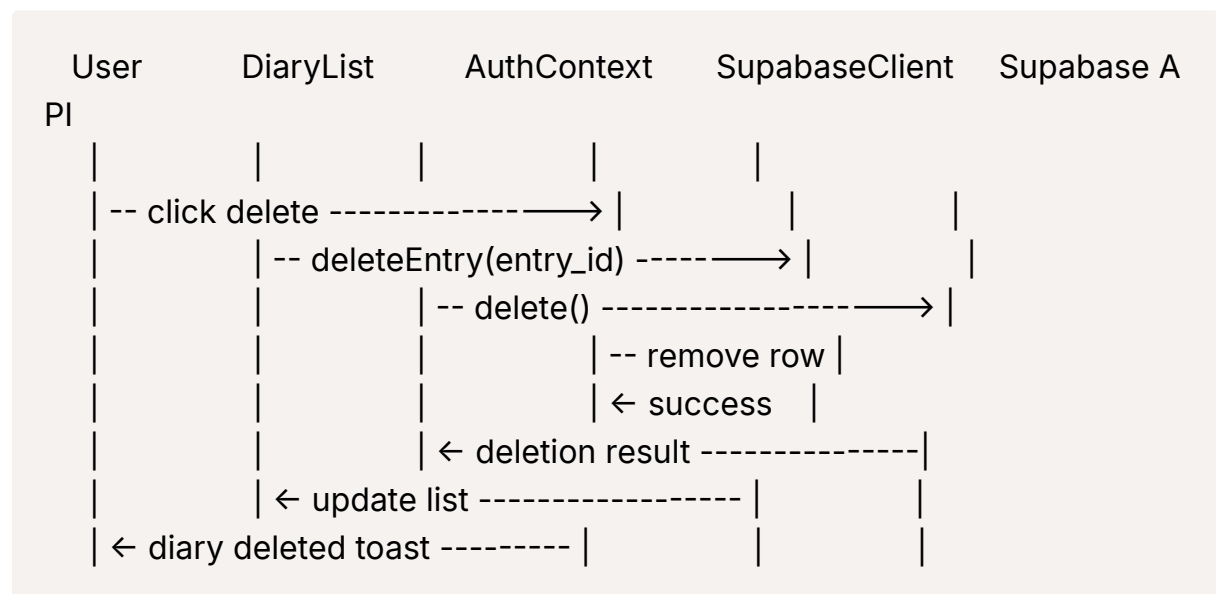 User DiaryList AuthContext SupabaseClient Supabase A
PI
| | | | |
| -- click delete ----------------> | | |
| | -- deleteEntry(entry_id) --------> | |
| | | -- delete() --------------------> |
| | | | -- remove row |
| | | | ← success |
| | | ← deletion result ---------------|
| | ← update list ------------------ | |
| ← diary deleted toast --------- | | |